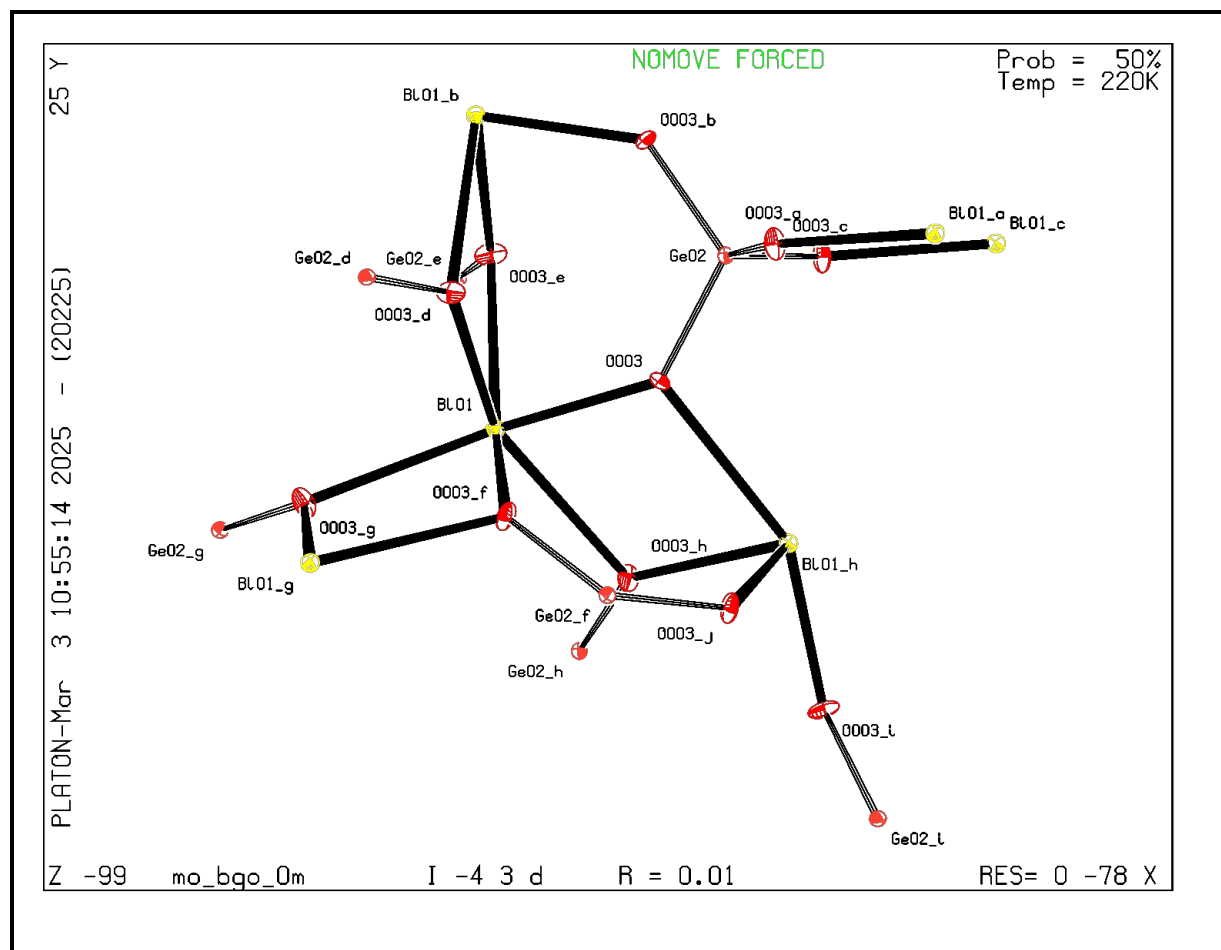 NOMOVE FORCED
Prob = 50%
Temp = 220K
PLATON-Mar 3 10:55:14 2025 - (20225)
25 Y
Bi01_b
O003_b
O003_a
O003_c
Bi01_a
Bi01_c
Ge02
Ge02_d
Ge02_e
O003_e
O003_d
O003
Bi01
O003_f
O003_g
Ge02_g
Bi01_g
O003_h
Bi01_h
Ge02_f
O003_j
Ge02_h
O003_i
Ge02_i
Z -99 mo_bgo_0m I -4 3 d R = 0.01 RES= 0 -78 X